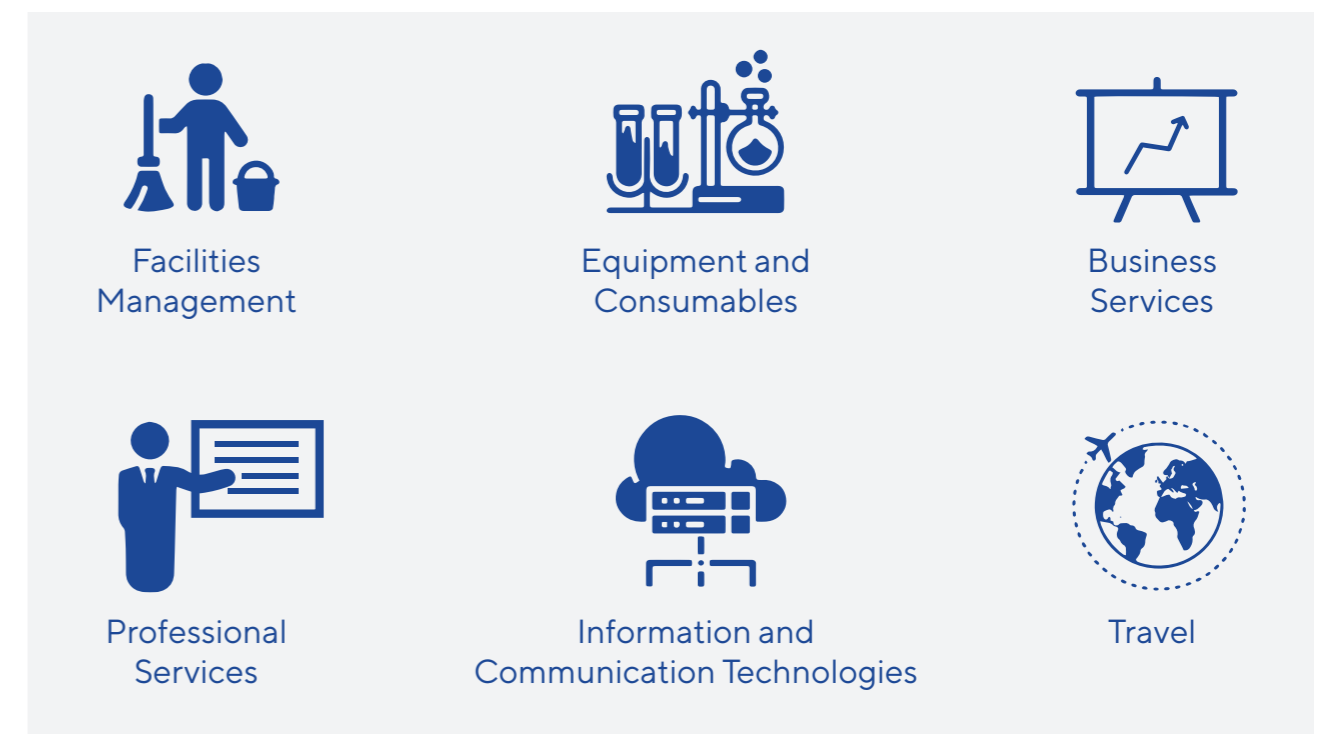 Facilities
Management
Equipment and
Consumables
Business
Services
Professional
Services
Information and
Communication Technologies
Travel